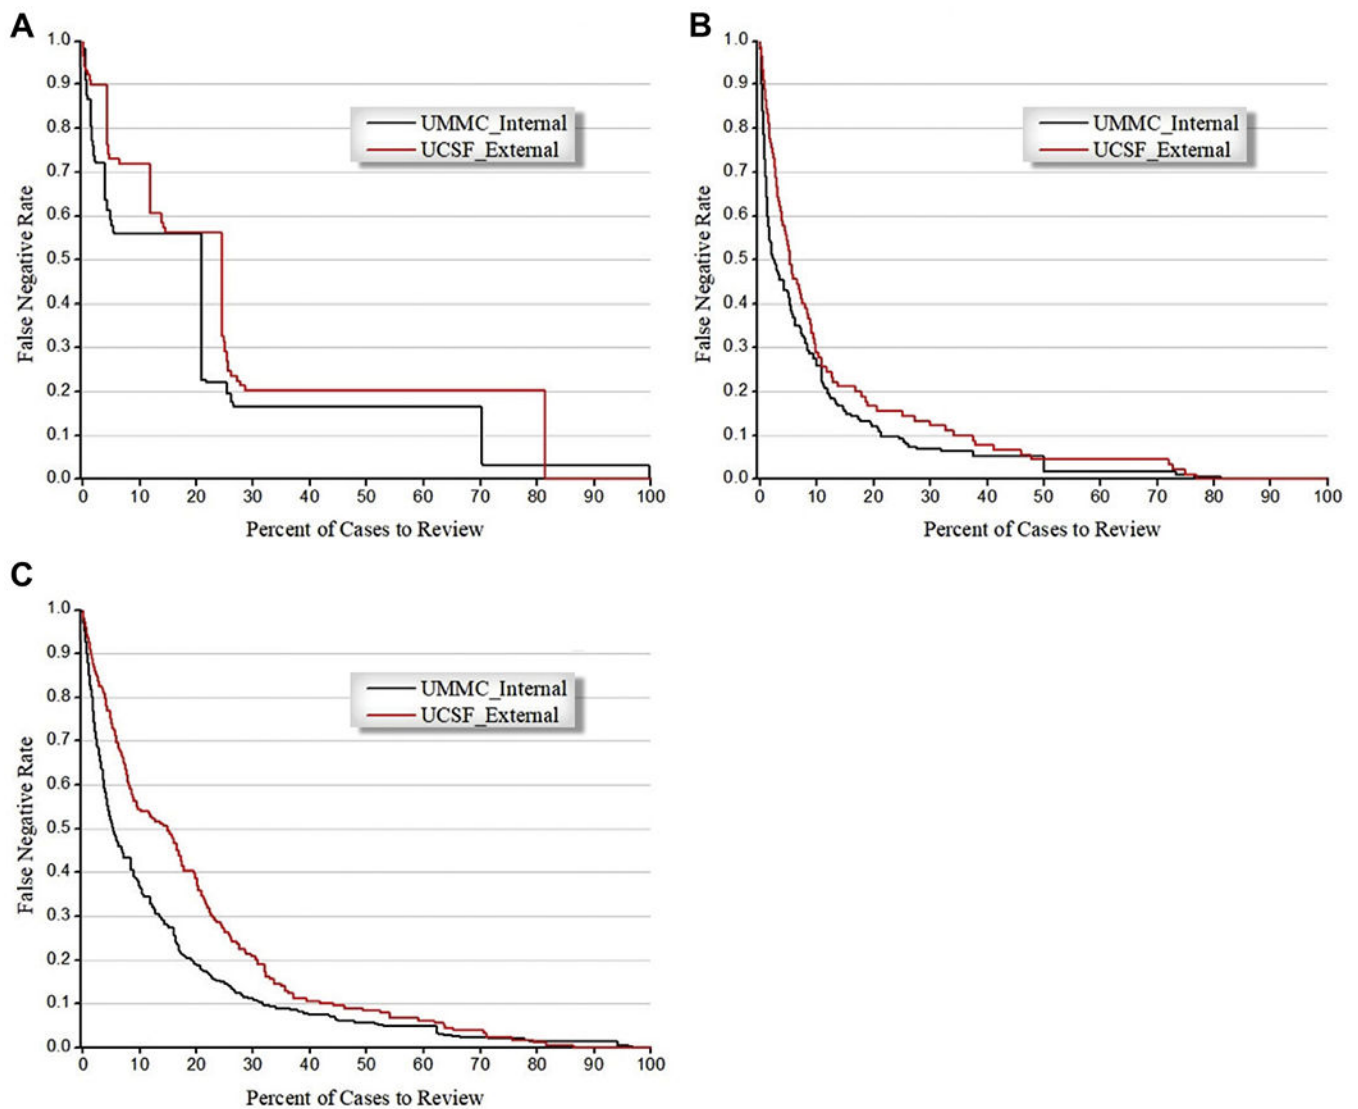 A
False Negative Rate
1.0
0.9
0.8
0.7
0.6
0.5
0.4
0.3
0.2
0.1
0.0
UMMC_Internal
UCSF_External
0 10 20 30 40 50 60 70 80 90 100
Percent of Cases to Review
B
False Negative Rate
1.0
0.9
0.8
0.7
0.6
0.5
0.4
0.3
0.2
0.1
0.0
UMMC_Internal
UCSF_External
0 10 20 30 40 50 60 70 80 90 100
Percent of Cases to Review
C
False Negative Rate
1.0
0.9
0.8
0.7
0.6
0.5
0.4
0.3
0.2
0.1
0.0
UMMC_Internal
UCSF_External
0 10 20 30 40 50 60 70 80 90 100
Percent of Cases to Review